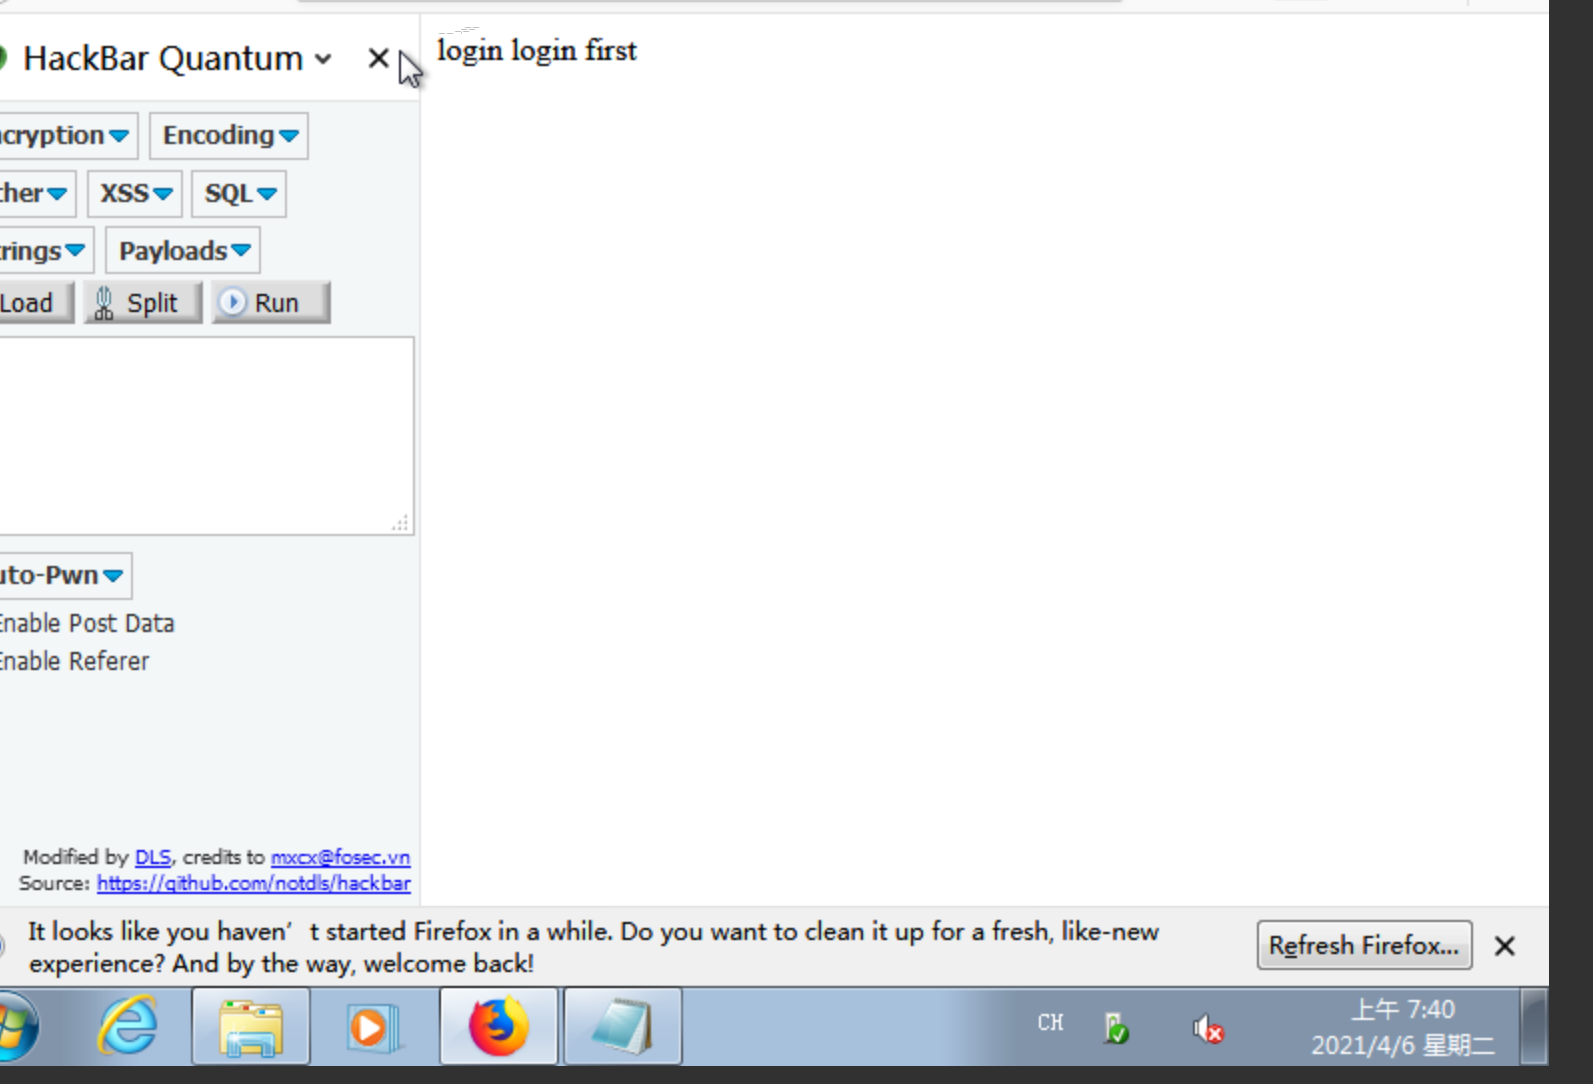 HackBar Quantum
login login first
ncryption
Encoding
ther
XSS
SQL
trings
Payloads
Load
Split
Run
uto-Pwn
Enable Post Data
Enable Referer
Modified by DLS, credits to mxcx@fosec.vn
Source: https://github.com/notdls/hackbar
It looks like you haven’t started Firefox in a while. Do you want to clean it up for a fresh, like-new
experience? And by the way, welcome back!
Refresh Firefox...
CH
上午 7:40
2021/4/6 星期二